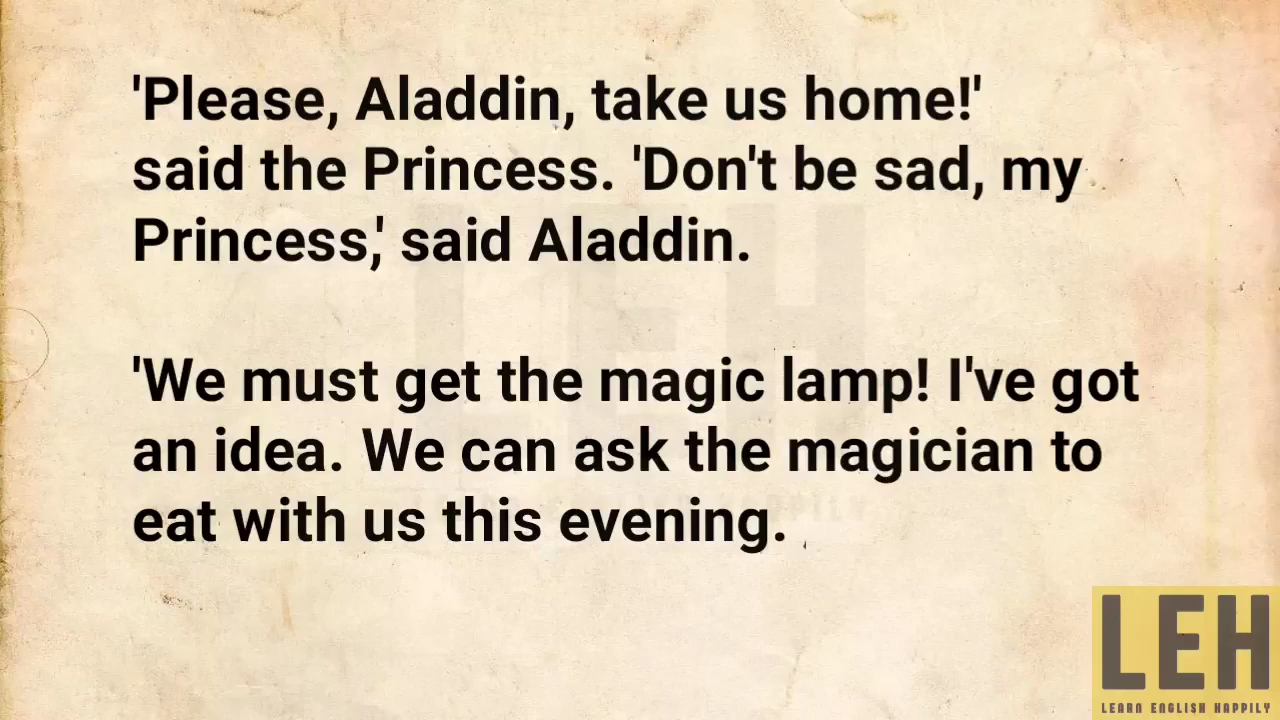 'Please, Aladdin, take us home!'
said the Princess. 'Don't be sad, my
Princess,' said Aladdin.
'We must get the magic lamp! I've got
an idea. We can ask the magician to
eat with us this evening.
LEH
LEARN ENGLISH HAPPILY